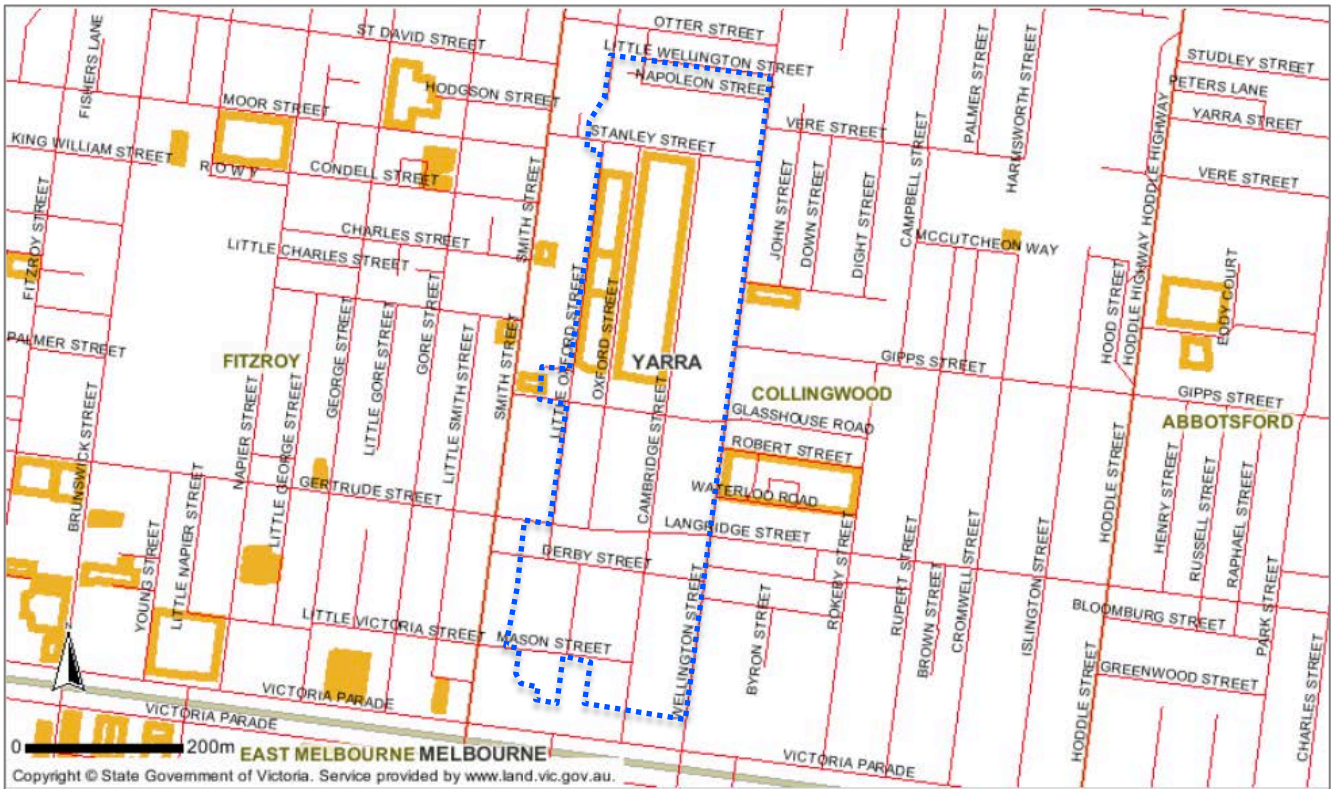 OTTER STREET
ST DAVID STREET
FISHERS LANE
LITTLE WELLINGTON STREET
NAPOLEON STREE
PALMER STREET
HARMSWORTH STREET
STUDLEY STREET
PETERS LANE
YARRA STREET
HODGSON STREET
MOOR STREET
VERE STREET
STANLEY STREET
KING WILLIAM STREET
R O W Y
CONDELL STREET
VERE STREET
FITZROY STREET
SMITH STREET
JOHN STREET
DOWN STREET
DIGHT STREET
CAMPBELL STREET
HODDLE HIGHWAY HODDLE HIGHWAY
CHARLES STREET
MCCUTCHEON WAY
LITTLE CHARLES STREET
HOOD STREET
EDDY COURT
PALMER STREET
FITZROY
GEORGE STREET
LITTLE GORE STREET
GORE STREET
LITTLE SMITH STREET
SMITH STREET
LITTLE OXFORD STREET
OXFORD STREET
YARRA
GIPPS STREET
COLLINGWOOD
GIPPS STREET
ABBOTSFORD
GLASSHOUSE ROAD
CAMBRIDGE STREET
ROBERT STREET
WATERLOO ROAD
BRUNSWICK STREET
NAPIER STREET
LITTLE GEORGE STREET
GERTRUDE STREET
LANGRIDGE STREET
HODDLE STREET
HENRY STREET
RUSSELL STREET
RAPHAEL STREET
YOUNG STREET
LITTLE NAPIER STREET
DERBY STREET
WELLINGTON STREET
BYRON STREET
ROKEBY STREET
RUPERT STREET
BROWN STREET
CROMWELL STREET
ISLINGTON STREET
BLOOMBURG STREET
PARK STREET
LITTLE VICTORIA STREET
MASON STREET
N
GREENWOOD STREET
HODDLE STREET
CHARLES STREET
VICTORIA PARADE
VICTORIA PARADE
VICTORIA PARADE
0 200m
EAST MELBOURNE MELBOURNE
Copyright © State Government of Victoria. Service provided by www.land.vic.gov.au.